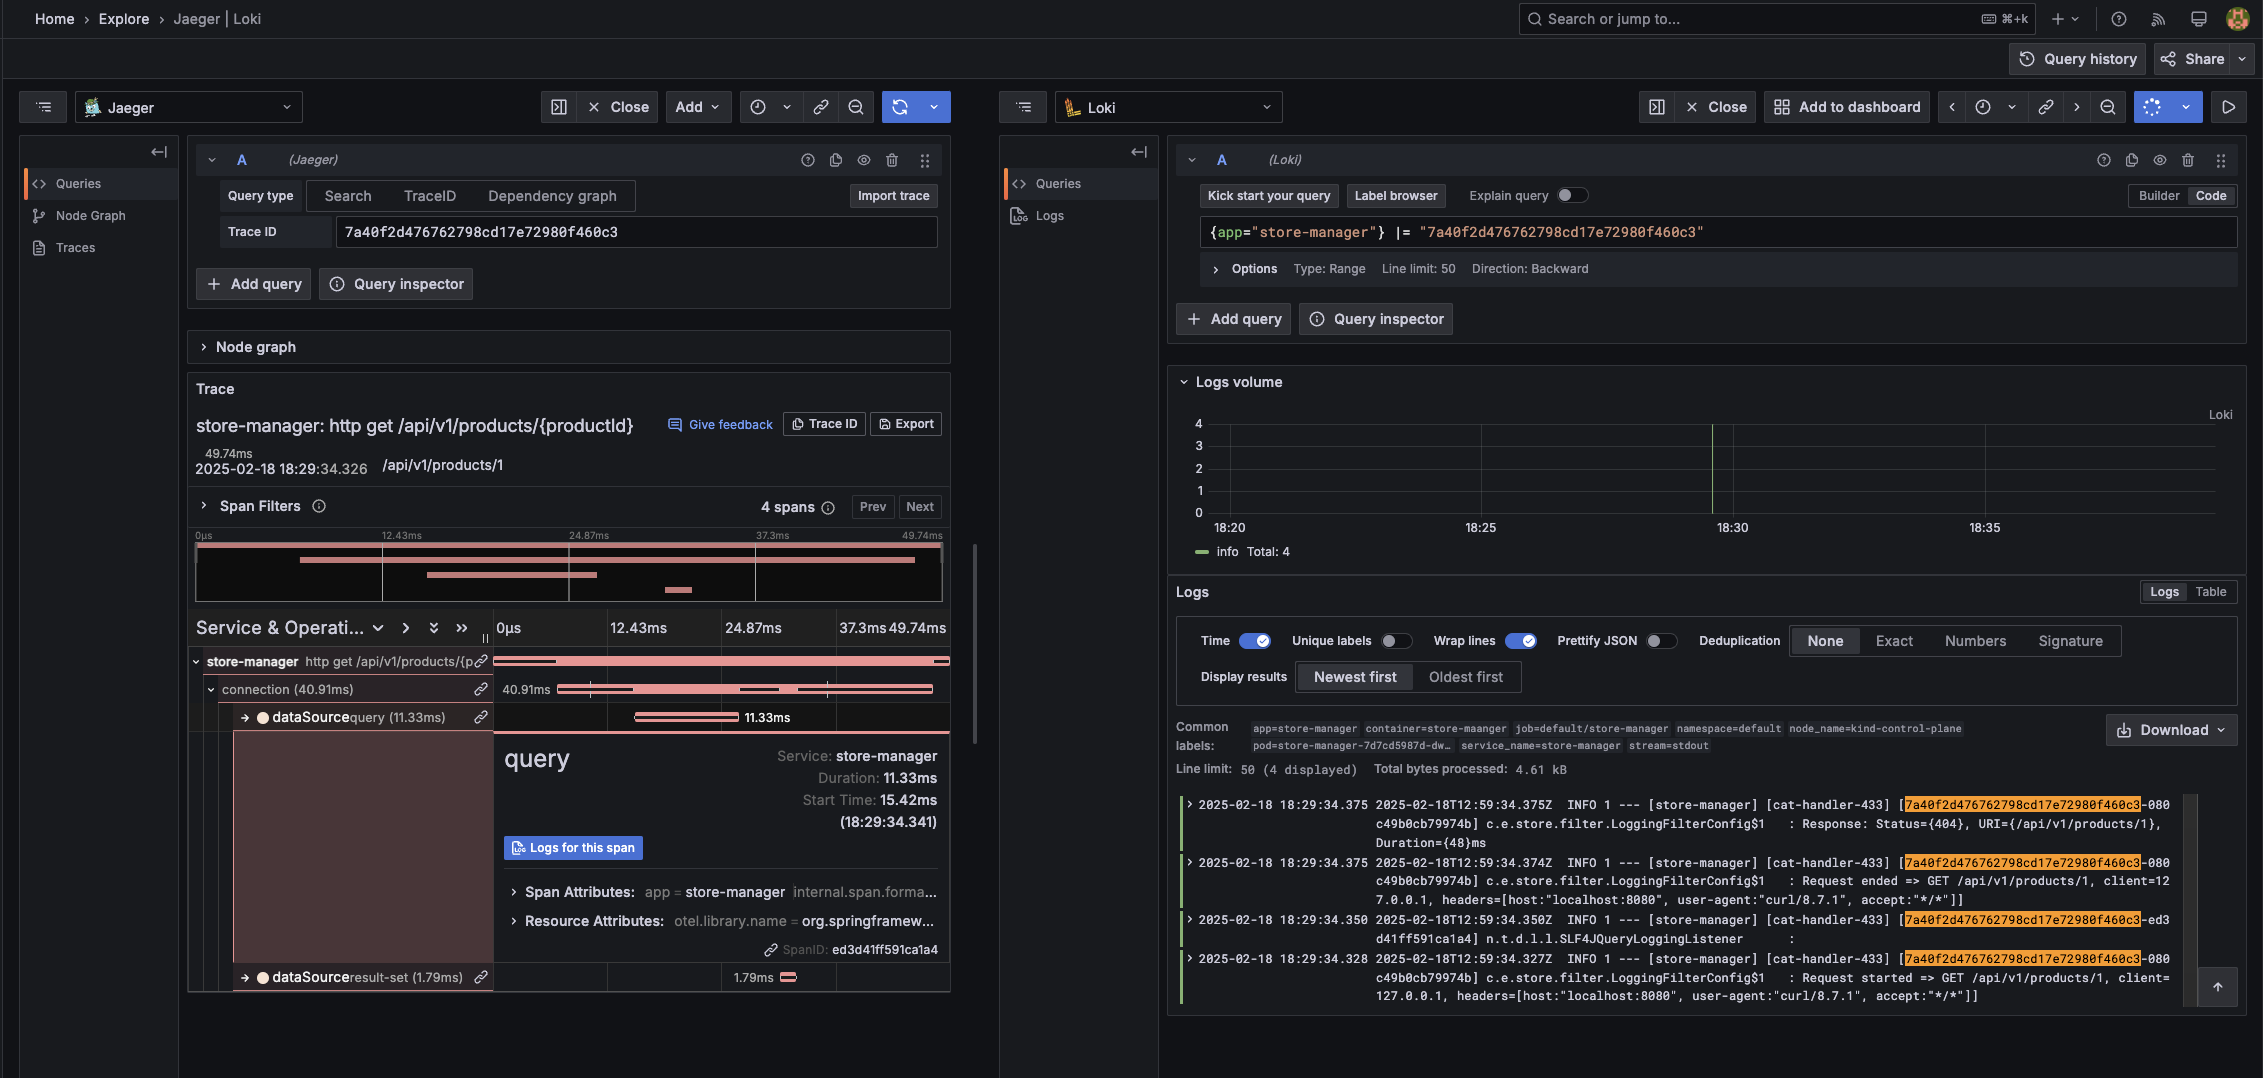 Home › Explore › Jaeger | Loki
Search or jump to...
⌘+k
Query history
Share
Jaeger
Close
Add
Queries
Node Graph
Traces
A
(Jaeger)
Query type
Search
TraceID
Dependency graph
Import trace
Trace ID
7a40f2d476762798cd17e72980f460c3
+ Add query
Query inspector
Node graph
Trace
store-manager: http get /api/v1/products/{productId}
Give feedback
Trace ID
Export
49.74ms
2025-02-18 18:29:34.326
/api/v1/products/1
Span Filters
4 spans
Prev
Next
0μs
12.43ms
24.87ms
37.3ms
49.74ms
Service & Operati...
0μs
12.43ms
24.87ms
37.3ms
49.74ms
store-manager http get /api/v1/products/{p
connection (40.91ms)
40.91ms
dataSource query (11.33ms)
11.33ms
query
Service: store-manager
Duration: 11.33ms
Start Time: 15.42ms
(18:29:34.341)
Logs for this span
Span Attributes: app = store-manager internal.span.forma...
Resource Attributes: otel.library.name = org.springframew...
SpanID: ed3d41ff591ca1a4
dataSource result-set (1.79ms)
1.79ms
Loki
Close
Add to dashboard
Queries
Logs
A
(Loki)
Kick start your query
Label browser
Explain query
Builder
Code
{app="store-manager"} |= "7a40f2d476762798cd17e72980f460c3"
Options
Type: Range
Line limit: 50
Direction: Backward
+ Add query
Query inspector
Logs volume
Loki
4
3
2
1
0
18:20
18:25
18:30
18:35
info Total: 4
Logs
Logs
Table
Time
Unique labels
Wrap lines
Prettify JSON
Deduplication
None
Exact
Numbers
Signature
Display results
Newest first
Oldest first
Common labels:
app=store-manager container=store-maanger job=default/store-manager namespace=default node_name=kind-control-plane
pod=store-manager-7d7cd5987d-dw… service_name=store-manager stream=stdout
Download
Line limit: 50 (4 displayed) Total bytes processed: 4.61 kB
2025-02-18 18:29:34.375 2025-02-18T12:59:34.375Z INFO 1 --- [store-manager] [cat-handler-433] [7a40f2d476762798cd17e72980f460c3-080
c49b0cb79974b] c.e.store.filter.LoggingFilterConfig$1 : Response: Status={404}, URI={/api/v1/products/1},
Duration={48}ms
2025-02-18 18:29:34.375 2025-02-18T12:59:34.374Z INFO 1 --- [store-manager] [cat-handler-433] [7a40f2d476762798cd17e72980f460c3-080
c49b0cb79974b] c.e.store.filter.LoggingFilterConfig$1 : Request ended => GET /api/v1/products/1, client=12
7.0.0.1, headers=[host:"localhost:8080", user-agent:"curl/8.7.1", accept:"*/*"]]
2025-02-18 18:29:34.350 2025-02-18T12:59:34.350Z INFO 1 --- [store-manager] [cat-handler-433] [7a40f2d476762798cd17e72980f460c3-ed3
d41ff591ca1a4] n.t.d.l.l.SLF4JQueryLoggingListener :
2025-02-18 18:29:34.328 2025-02-18T12:59:34.327Z INFO 1 --- [store-manager] [cat-handler-433] [7a40f2d476762798cd17e72980f460c3-080
c49b0cb79974b] c.e.store.filter.LoggingFilterConfig$1 : Request started => GET /api/v1/products/1, client=
127.0.0.1, headers=[host:"localhost:8080", user-agent:"curl/8.7.1", accept:"*/*"]]